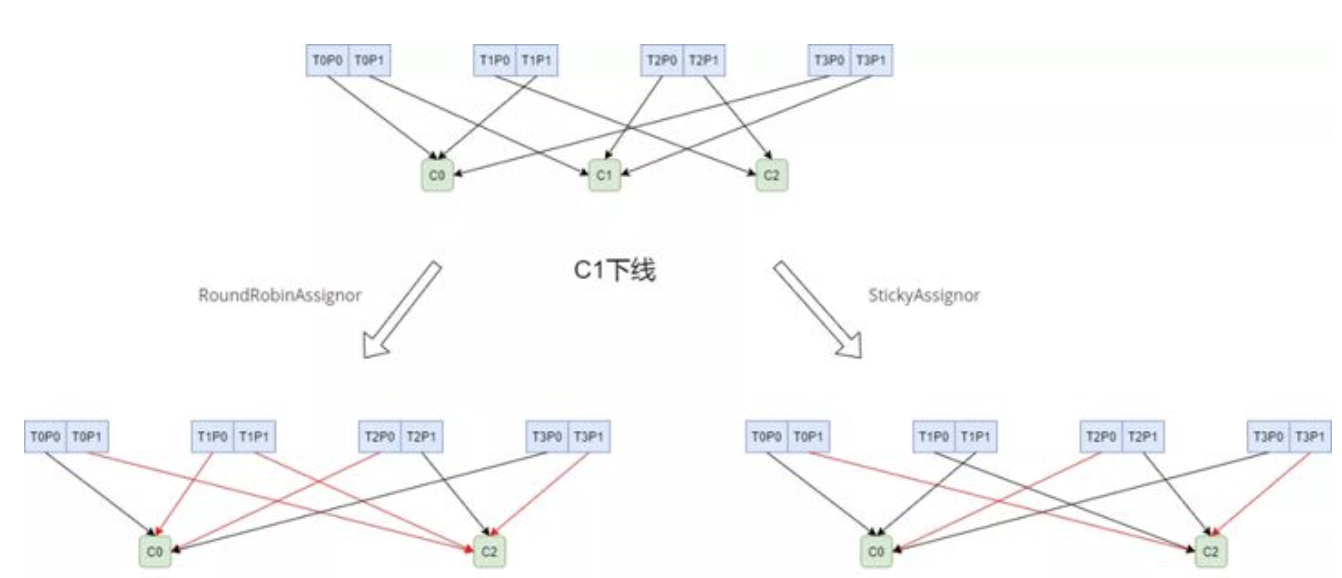 T0P0 T0P1 T1P0 T1P1 T2P0 T2P1 T3P0 T3P1
C0 C1 C2
C1下线
RoundRobinAssignor StickyAssignor
T0P0 T0P1 T1P0 T1P1 T2P0 T2P1 T3P0 T3P1 T0P0 T0P1 T1P0 T1P1 T2P0 T2P1 T3P0 T3P1
C0 C2 C0 C2